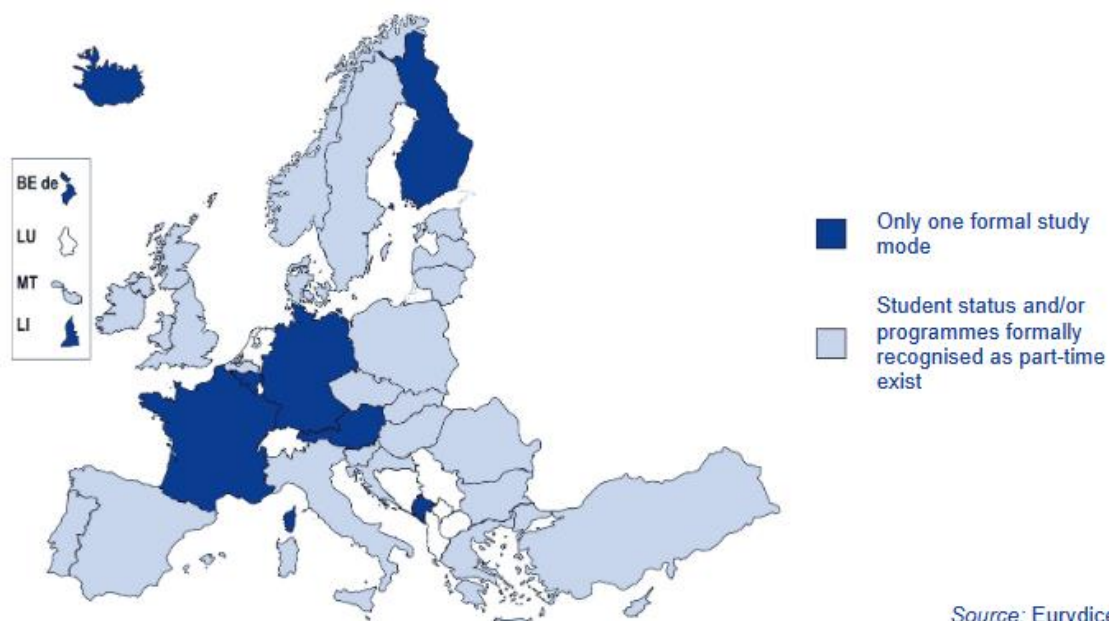 BE de
LU
MT
LI
Only one formal study
mode
Student status and/or
programmes formally
recognised as part-time
exist
Source: Eurydice